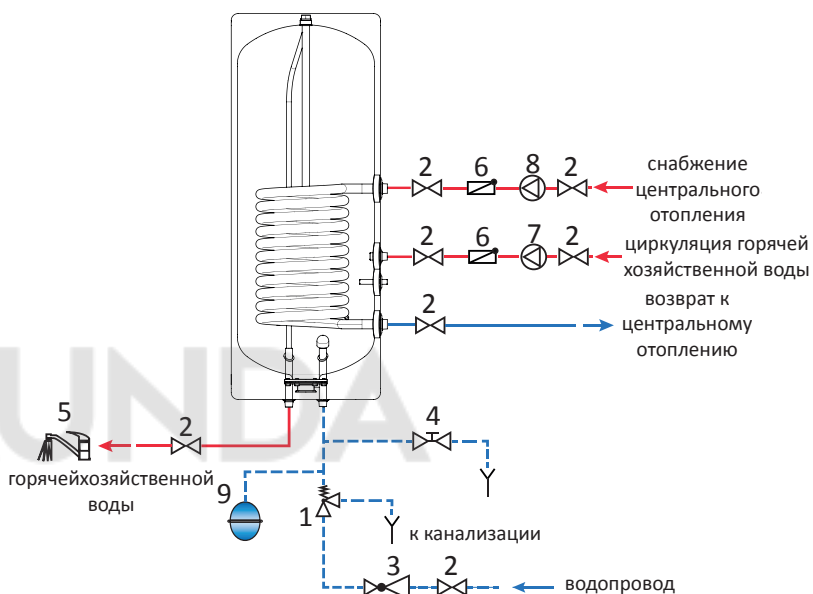 2 6 8 2
снабжение
центрального
отопления
2 6 7 2
циркуляция горячей
хозяйственной воды
2
возврат к
центральному
отоплению
UNDA
5 2 4
горячейхозяйственной
воды
9
1
к канализации
3 2
водопровод